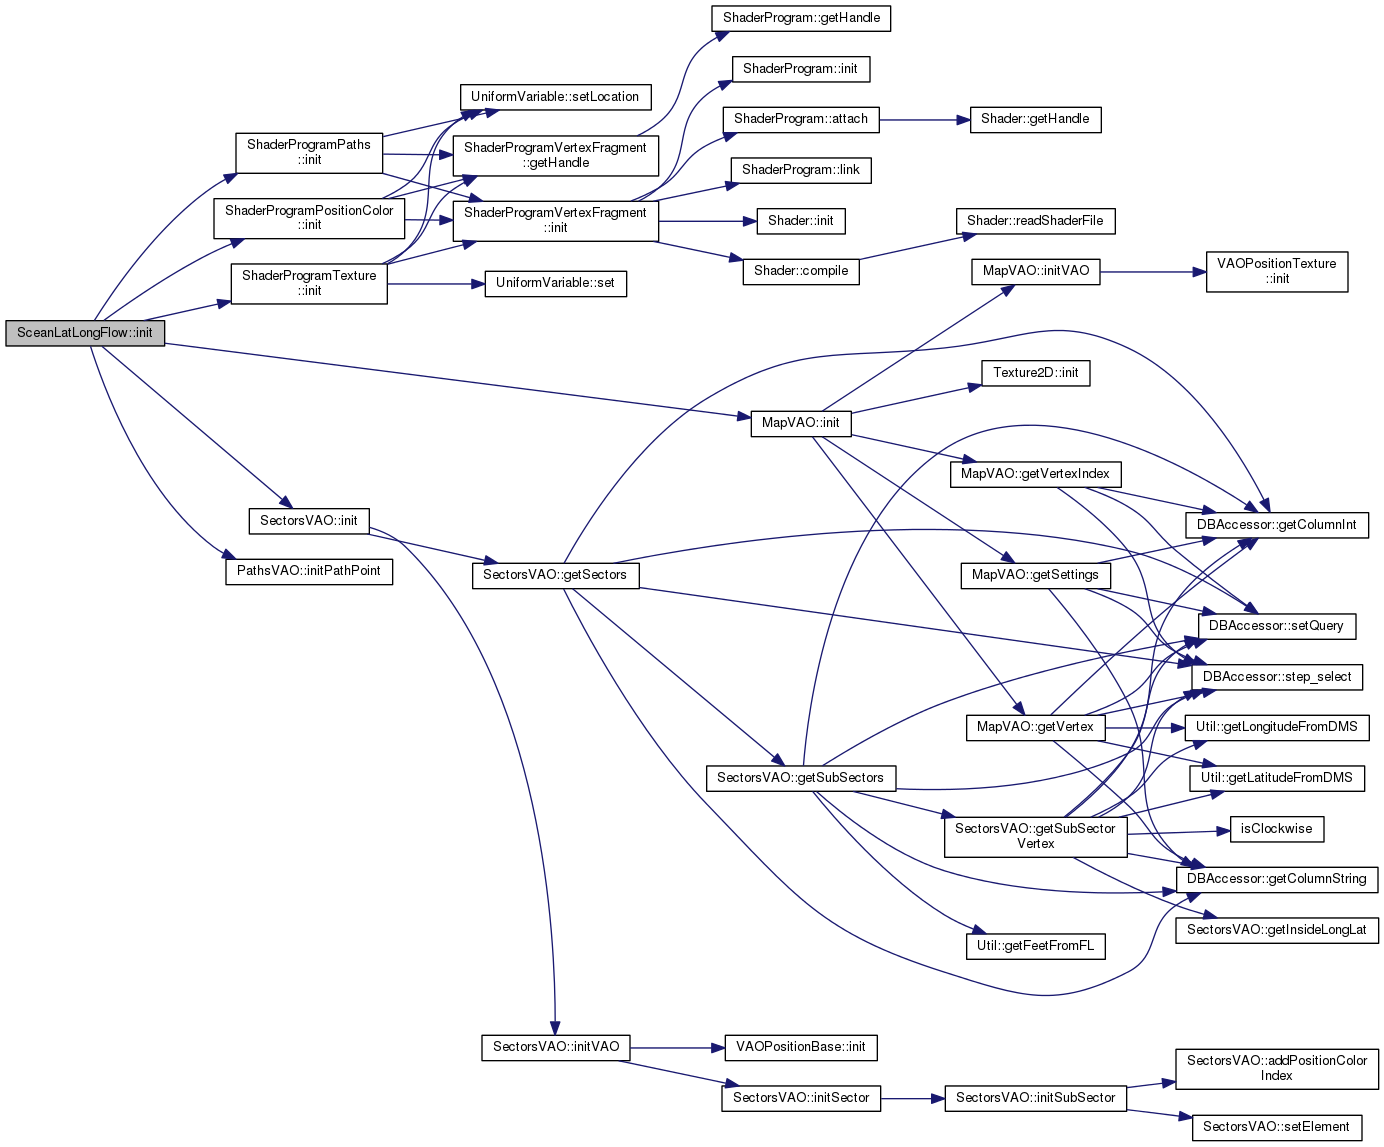 ShaderProgram::getHandle
ShaderProgram::init
UniformVariable::setLocation
ShaderProgram::attach
Shader::getHandle
ShaderProgramPaths
::init
ShaderProgramVertexFragment
::getHandle
ShaderProgram::link
ShaderProgramPositionColor
::init
ShaderProgramVertexFragment
::init
Shader::init
Shader::readShaderFile
ShaderProgramTexture
::init
UniformVariable::set
Shader::compile
MapVAO::initVAO
VAOPositionTexture
::init
SceanLatLongFlow::init
Texture2D::init
MapVAO::init
MapVAO::getVertexIndex
SectorsVAO::init
DBAccessor::getColumnInt
PathsVAO::initPathPoint
SectorsVAO::getSectors
MapVAO::getSettings
DBAccessor::setQuery
DBAccessor::step_select
MapVAO::getVertex
Util::getLongitudeFromDMS
SectorsVAO::getSubSectors
Util::getLatitudeFromDMS
SectorsVAO::getSubSector
Vertex
isClockwise
DBAccessor::getColumnString
SectorsVAO::getInsideLongLat
Util::getFeetFromFL
SectorsVAO::initVAO
VAOPositionBase::init
SectorsVAO::addPositionColor
Index
SectorsVAO::initSector
SectorsVAO::initSubSector
SectorsVAO::setElement